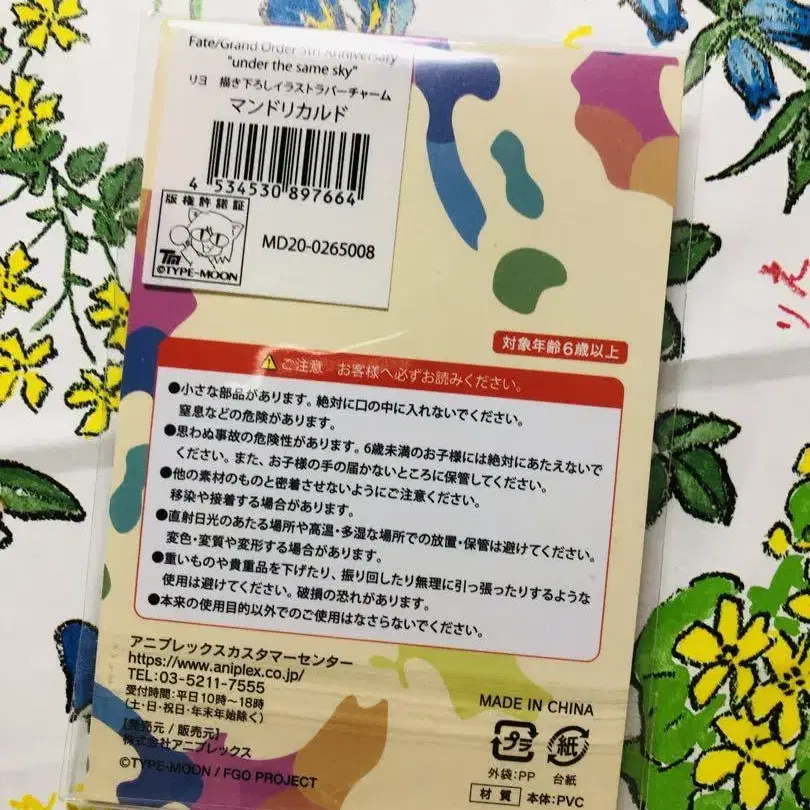 Fate/Grand Order 5th Anniversary
"under the same sky"
リヨ 描き下ろしイラストラバーチャーム
マンドリカルド
4 534530 897664
版権許諾証
TM
©TYPE-MOON
MD20-0265008
りえ
対象年齢6歳以上
ご注意 お客様へ必ずお読みください。
●小さな部品があります。絶対に口の中に入れないでください。
窒息などの危険があります。
●思わぬ事故の危険性があります。6歳未満のお子様には絶対にあたえないで
ください。また、お子様の手の届かないところに保管してください。
●他の素材のものと密着させないようにご注意ください。
移染や接着する場合があります。
●直射日光のあたる場所や高温・多湿な場所での放置・保管は避けてください。
変色・変質や変形する場合があります。
●重いものや貴重品を下げたり、振り回したり無理に引っ張ったりするような
使用は避けてください。破損の恐れがあります。
●本来の使用目的以外でのご使用はなさらないでください。
アニプレックスカスタマーセンター
https://www.aniplex.co.jp/
TEL:03-5211-7555
受付時間:平日10時～18時
(土・日・祝日・年末年始除く)
[発売元 / 販売元]
株式会社アニプレックス
©TYPE-MOON / FGO PROJECT
MADE IN CHINA
プラ 紙
外袋:PP 台紙
材質 本体:PVC